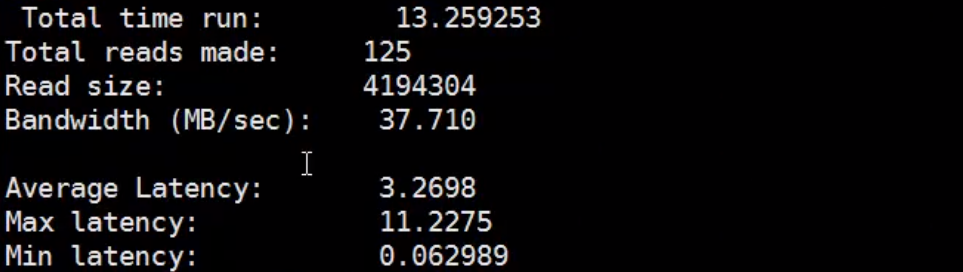 Total time run: 13.259253
Total reads made: 125
Read size: 4194304
Bandwidth (MB/sec): 37.710
Average Latency: 3.2698
Max latency: 11.2275
Min latency: 0.062989